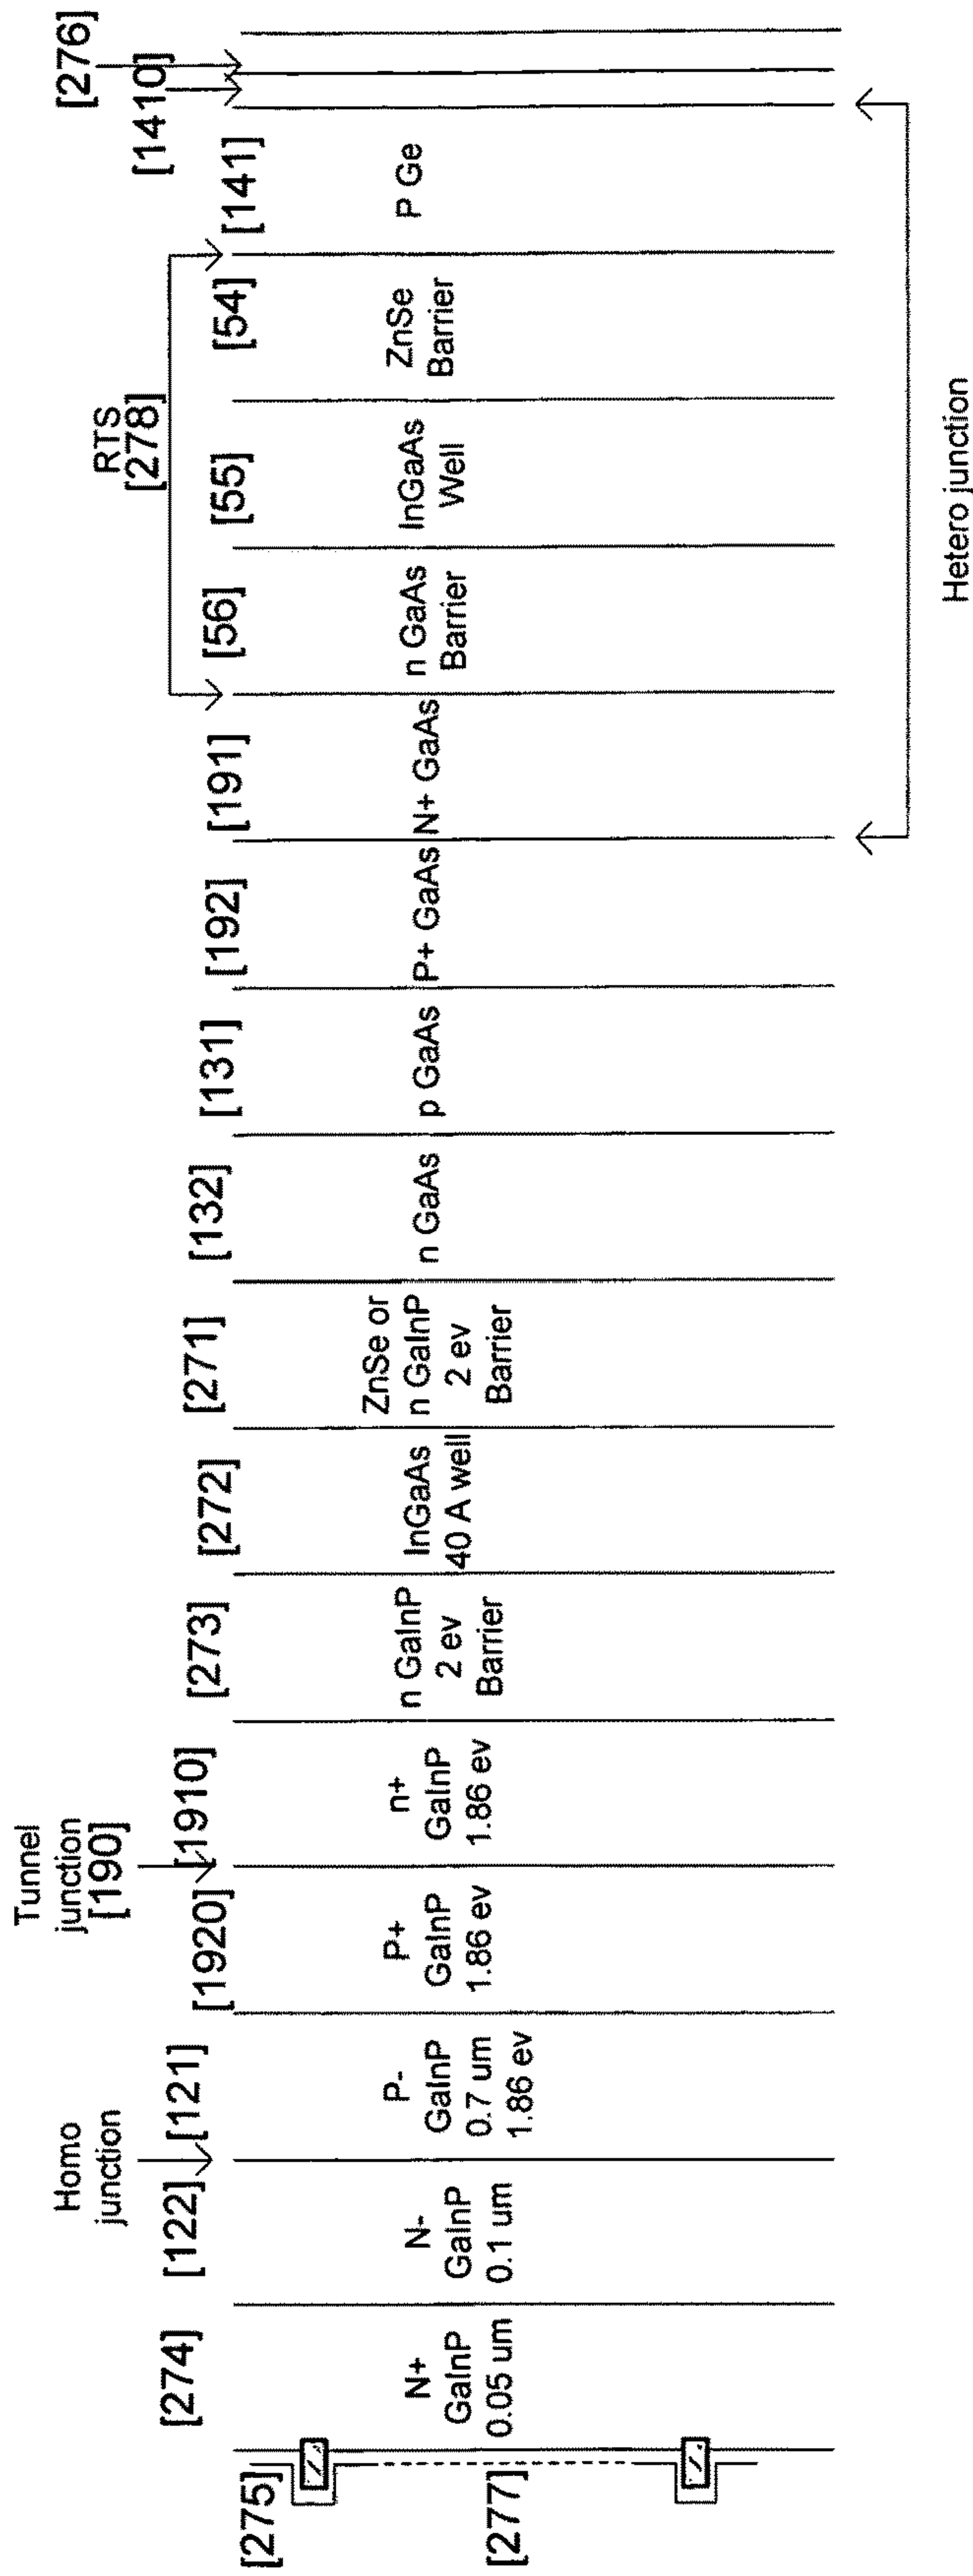 [275]
[277]
[274]
N+
GaInP
0.05 um
[122]
N-
GaInP
0.1 um
Homo
junction
[121]
P-
GaInP
0.7 um
1.86 ev
[1920]
P+
GaInP
1.86 ev
Tunnel
junction
[190]
[1910]
n+
GaInP
1.86 ev
[273]
n GaInP
2 ev
Barrier
[272]
InGaAs
40 A well
[271]
ZnSe or
n GaInP
2 ev
Barrier
[132]
n GaAs
[131]
p GaAs
[192]
P+ GaAs
[191]
N+ GaAs
[56]
n GaAs
Barrier
RTS
[278]
[55]
InGaAs
Well
[54]
ZnSe
Barrier
[141]
P Ge
[1410]
[276]
Hetero junction